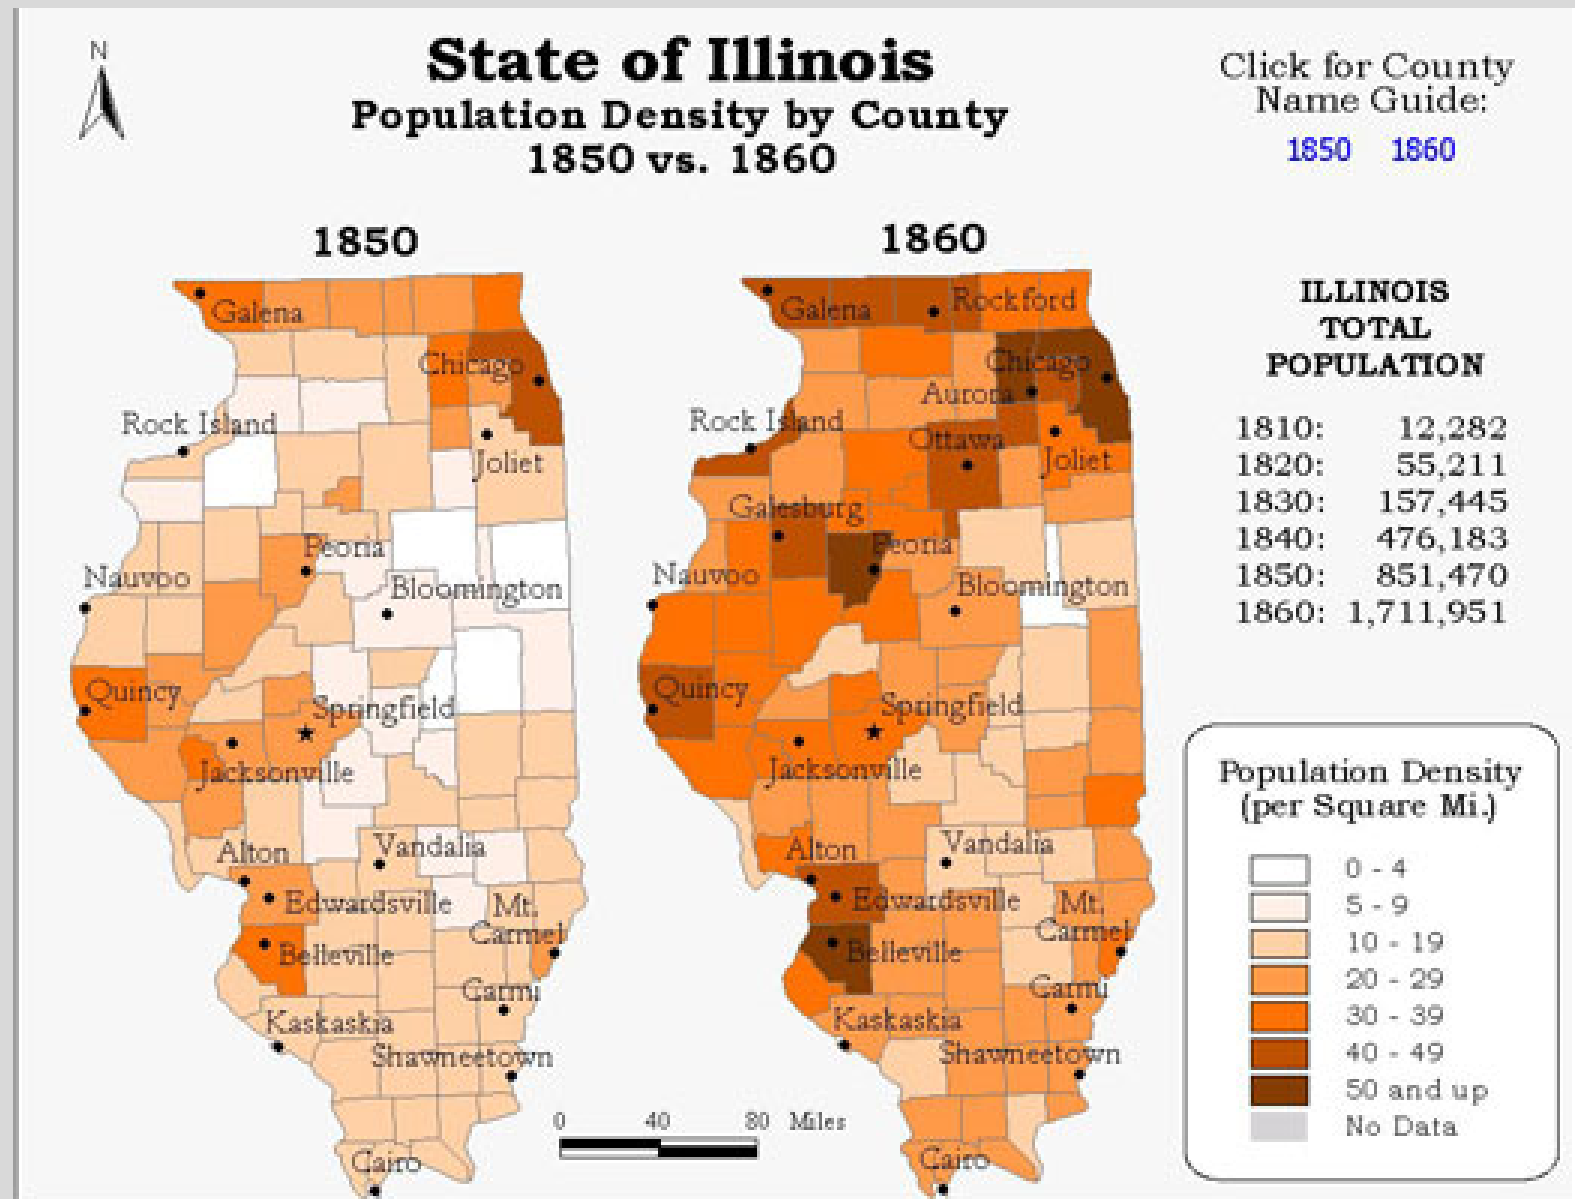 N
State of Illinois
Population Density by County
1850 vs. 1860
Click for County
Name Guide:
1850 1860
1850
Galena
Chicago
Rock Island
Joliet
Peoria
Nauvoo
Bloomington
Quincy
Springfield
Jacksonville
Alton
Vandalia
Edwardsville
Mt.
Carmel
Belleville
Carmi
Kaskaskia
Shawneetown
Cairo
1860
Galena
Rockford
Chicago
Aurora
Rock Island
Ottawa
Joliet
Galesburg
Peoria
Nauvoo
Bloomington
Quincy
Springfield
Jacksonville
Alton
Vandalia
Edwardsville
Mt.
Carmel
Belleville
Carmi
Kaskaskia
Shawneetown
Cairo
0 40 80 Miles
ILLINOIS
TOTAL
POPULATION
1810: 12,282
1820: 55,211
1830: 157,445
1840: 476,183
1850: 851,470
1860: 1,711,951
Population Density
(per Square Mi.)
0 - 4
5 - 9
10 - 19
20 - 29
30 - 39
40 - 49
50 and up
No Data